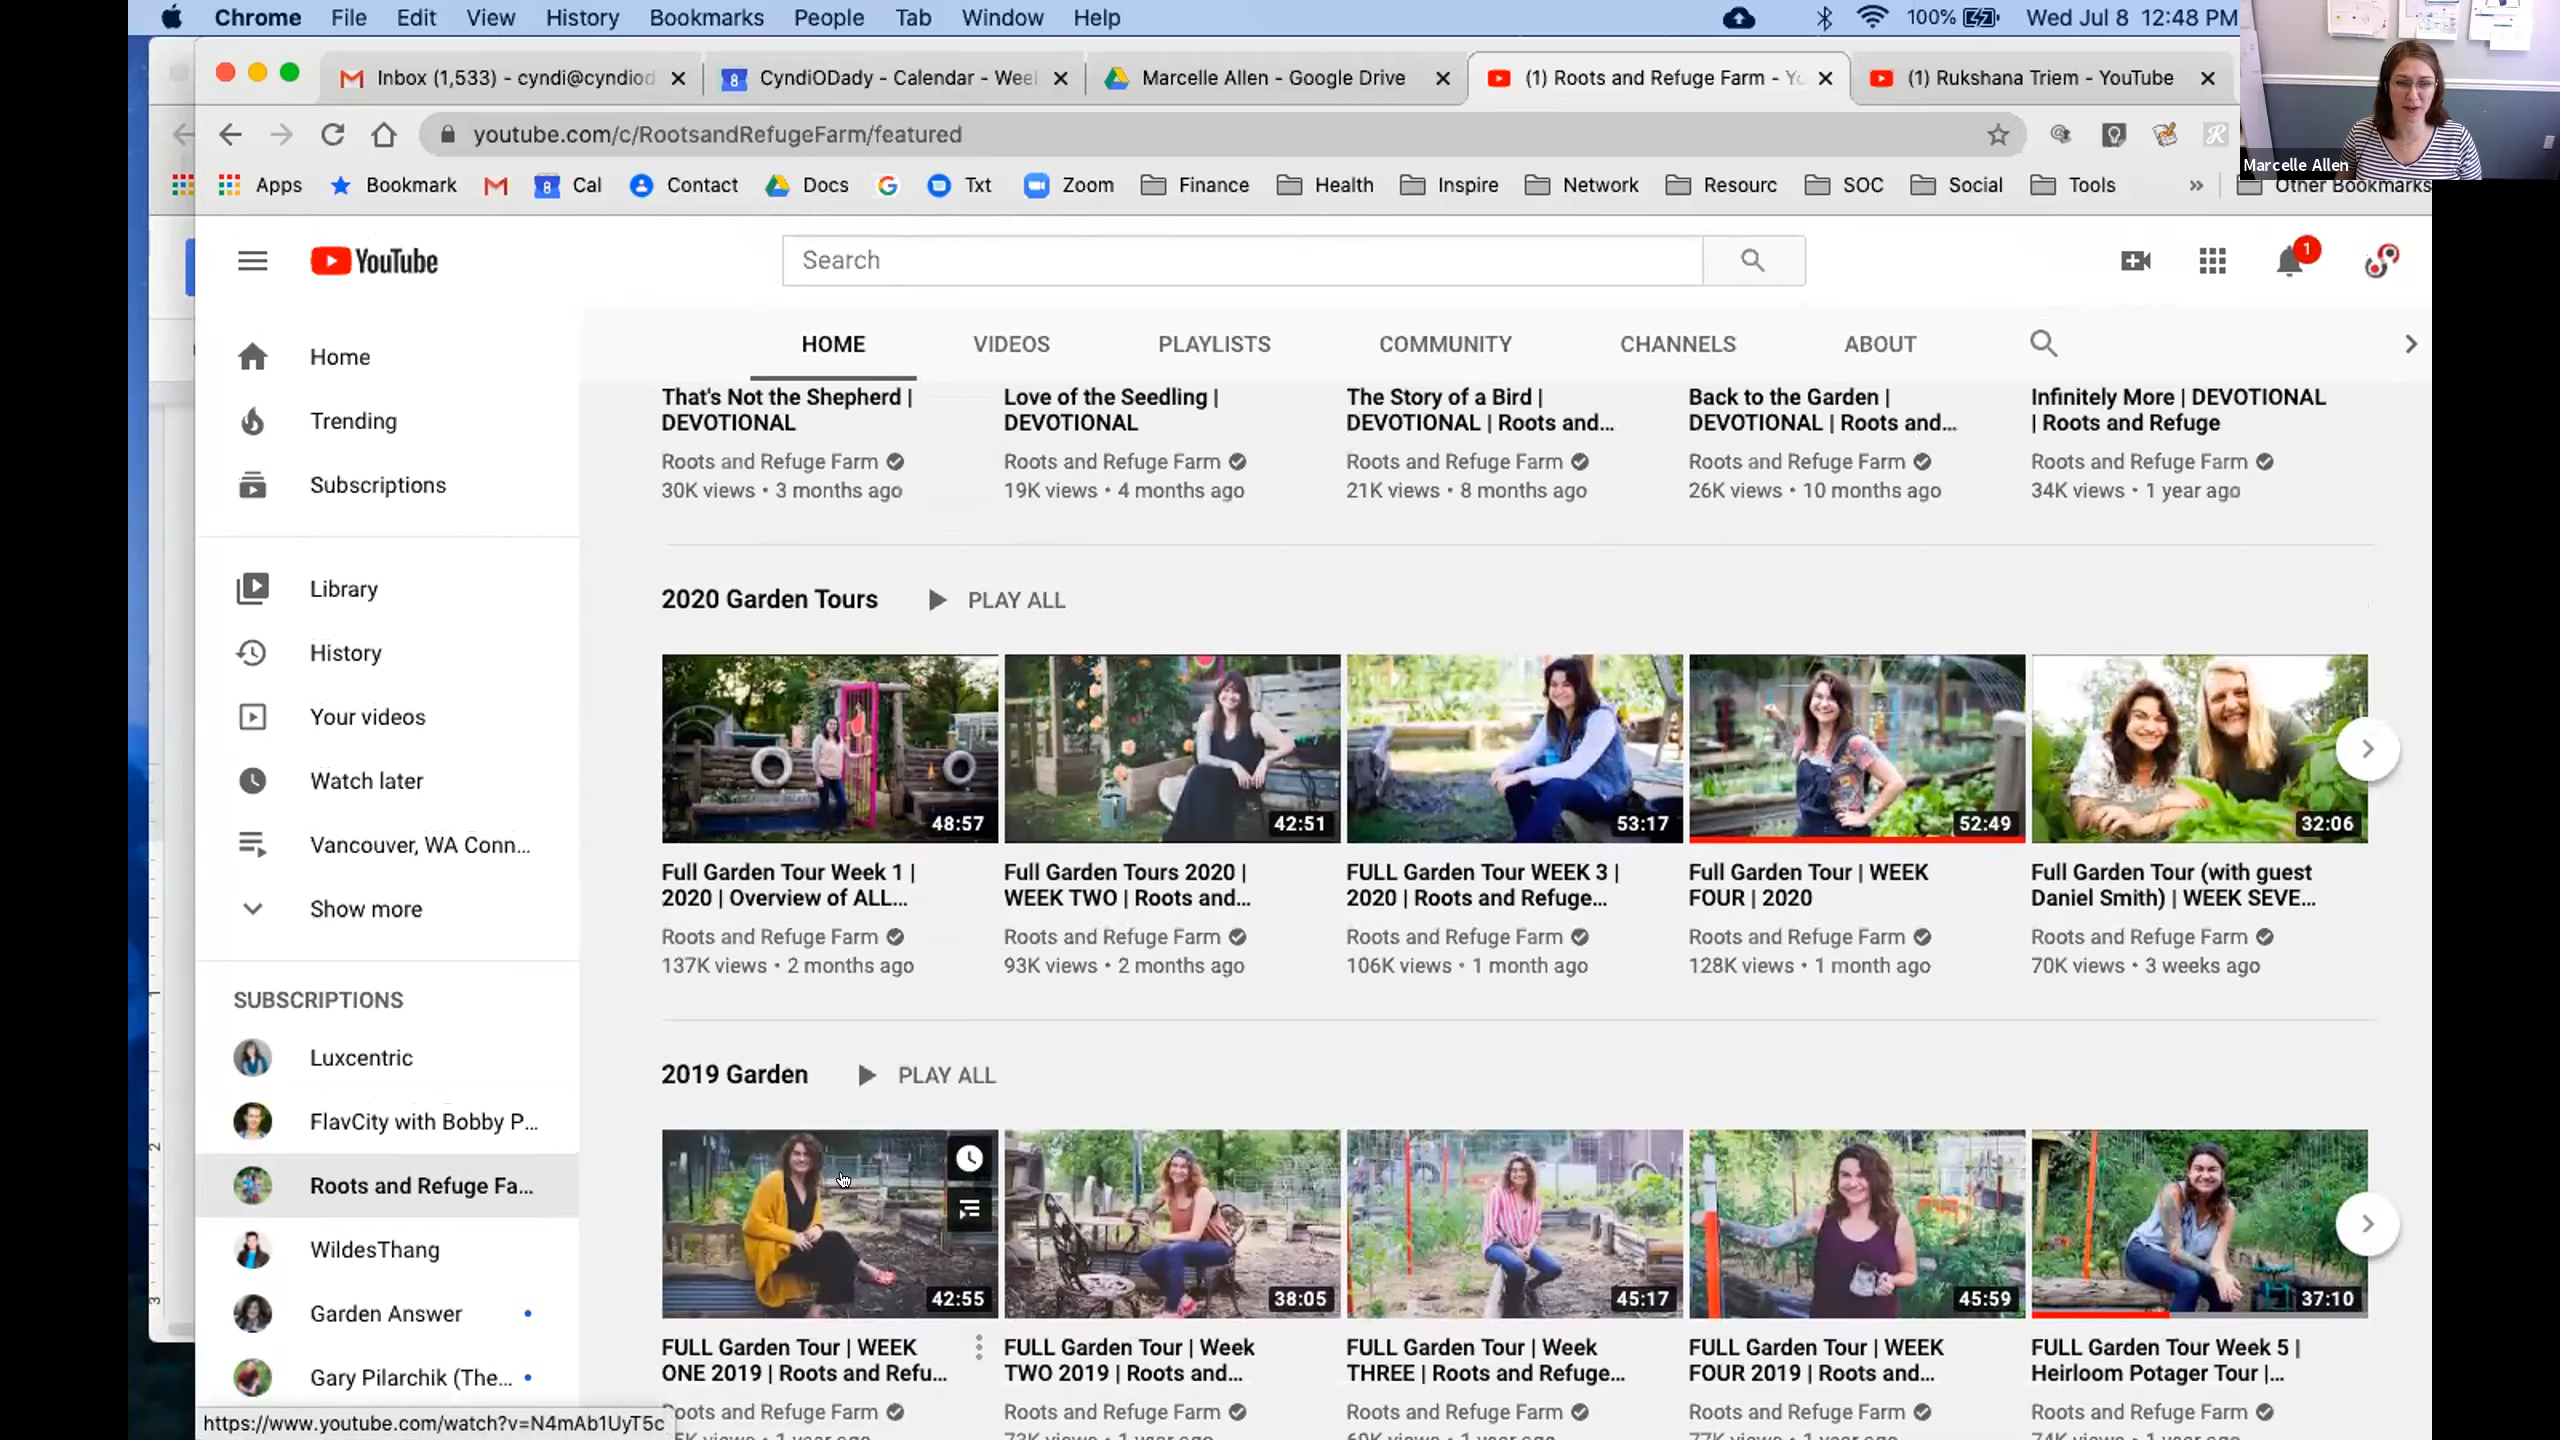 Chrome File Edit View History Bookmarks People Tab Window Help 100% Wed Jul 8 12:48 PM
Inbox (1,533) - cyndi@cyndiod CyndiODady - Calendar - Wee Marcelle Allen - Google Drive (1) Roots and Refuge Farm - Yo (1) Rukshana Triem - YouTube
youtube.com/c/RootsandRefugeFarm/featured
Marcelle Allen
Apps Bookmark Cal Contact Docs Txt Zoom Finance Health Inspire Network Resourc SOC Social Tools » Other Bookmarks
YouTube
Search
1
HOME VIDEOS PLAYLISTS COMMUNITY CHANNELS ABOUT
Home
Trending
Subscriptions
Library
History
Your videos
Watch later
Vancouver, WA Conn...
Show more
SUBSCRIPTIONS
Luxcentric
FlavCity with Bobby P...
Roots and Refuge Fa...
WildesThang
Garden Answer
Gary Pilarchik (The...
That's Not the Shepherd |
DEVOTIONAL
Roots and Refuge Farm
30K views • 3 months ago
Love of the Seedling |
DEVOTIONAL
Roots and Refuge Farm
19K views • 4 months ago
The Story of a Bird |
DEVOTIONAL | Roots and...
Roots and Refuge Farm
21K views • 8 months ago
Back to the Garden |
DEVOTIONAL | Roots and...
Roots and Refuge Farm
26K views • 10 months ago
Infinitely More | DEVOTIONAL
| Roots and Refuge
Roots and Refuge Farm
34K views • 1 year ago
2020 Garden Tours PLAY ALL
48:57
Full Garden Tour Week 1 |
2020 | Overview of ALL...
Roots and Refuge Farm
137K views • 2 months ago
42:51
Full Garden Tours 2020 |
WEEK TWO | Roots and...
Roots and Refuge Farm
93K views • 2 months ago
53:17
FULL Garden Tour WEEK 3 |
2020 | Roots and Refuge...
Roots and Refuge Farm
106K views • 1 month ago
52:49
Full Garden Tour | WEEK
FOUR | 2020
Roots and Refuge Farm
128K views • 1 month ago
32:06
Full Garden Tour (with guest
Daniel Smith) | WEEK SEVE...
Roots and Refuge Farm
70K views • 3 weeks ago
2019 Garden PLAY ALL
42:55
FULL Garden Tour | WEEK
ONE 2019 | Roots and Refu...
Roots and Refuge Farm
38:05
FULL Garden Tour | Week
TWO 2019 | Roots and...
Roots and Refuge Farm
45:17
FULL Garden Tour | Week
THREE | Roots and Refuge...
Roots and Refuge Farm
45:59
FULL Garden Tour | WEEK
FOUR 2019 | Roots and...
Roots and Refuge Farm
37:10
FULL Garden Tour Week 5 |
Heirloom Potager Tour |...
Roots and Refuge Farm
https://www.youtube.com/watch?v=N4mAb1UyT5c
1
2
3